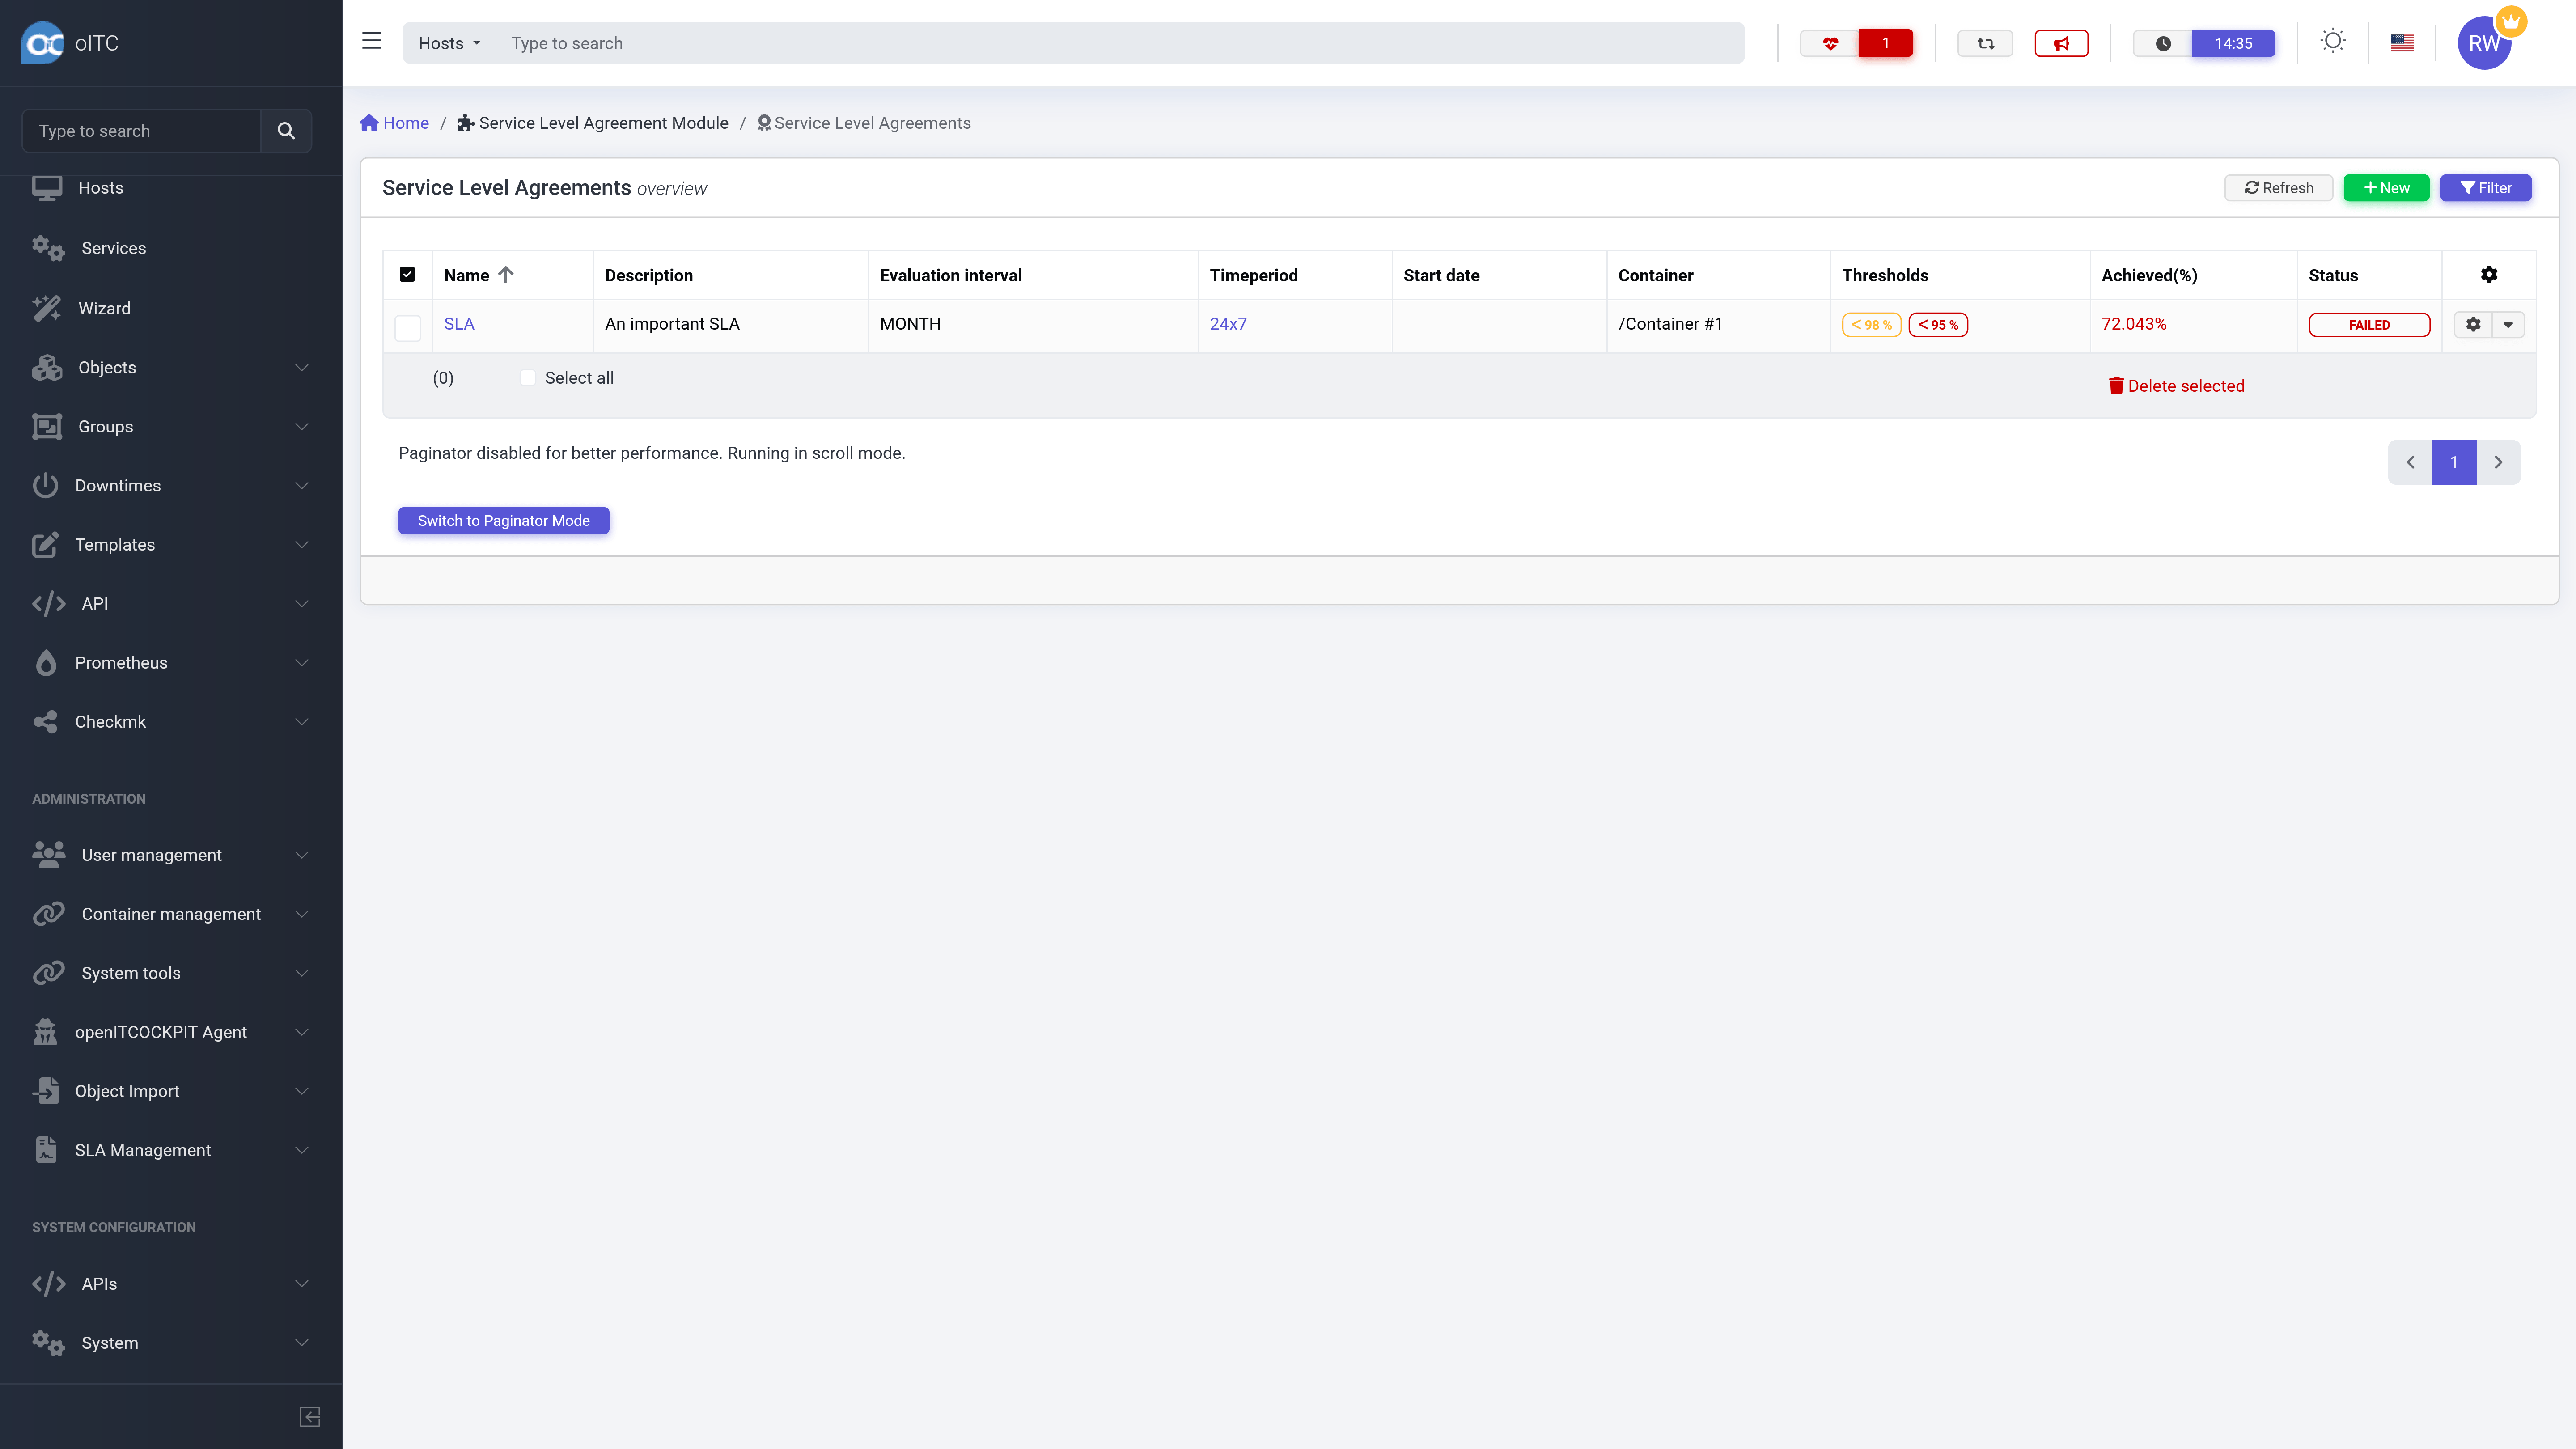 oITC
Hosts
Type to search
1
14:35
RW
Type to search
Hosts
Services
Wizard
Objects
Groups
Downtimes
Templates
API
Prometheus
Checkmk
ADMINISTRATION
User management
Container management
System tools
openITCOCKPIT Agent
Object Import
SLA Management
SYSTEM CONFIGURATION
APIs
System
Home / Service Level Agreement Module / Service Level Agreements
Service Level Agreements overview
Refresh
New
Filter
Name Description Evaluation interval Timeperiod Start date Container Thresholds Achieved(%) Status
SLA An important SLA MONTH 24x7 /Container #1 < 98 % < 95 % 72.043% FAILED
(0) Select all Delete selected
Paginator disabled for better performance. Running in scroll mode.
1
Switch to Paginator Mode